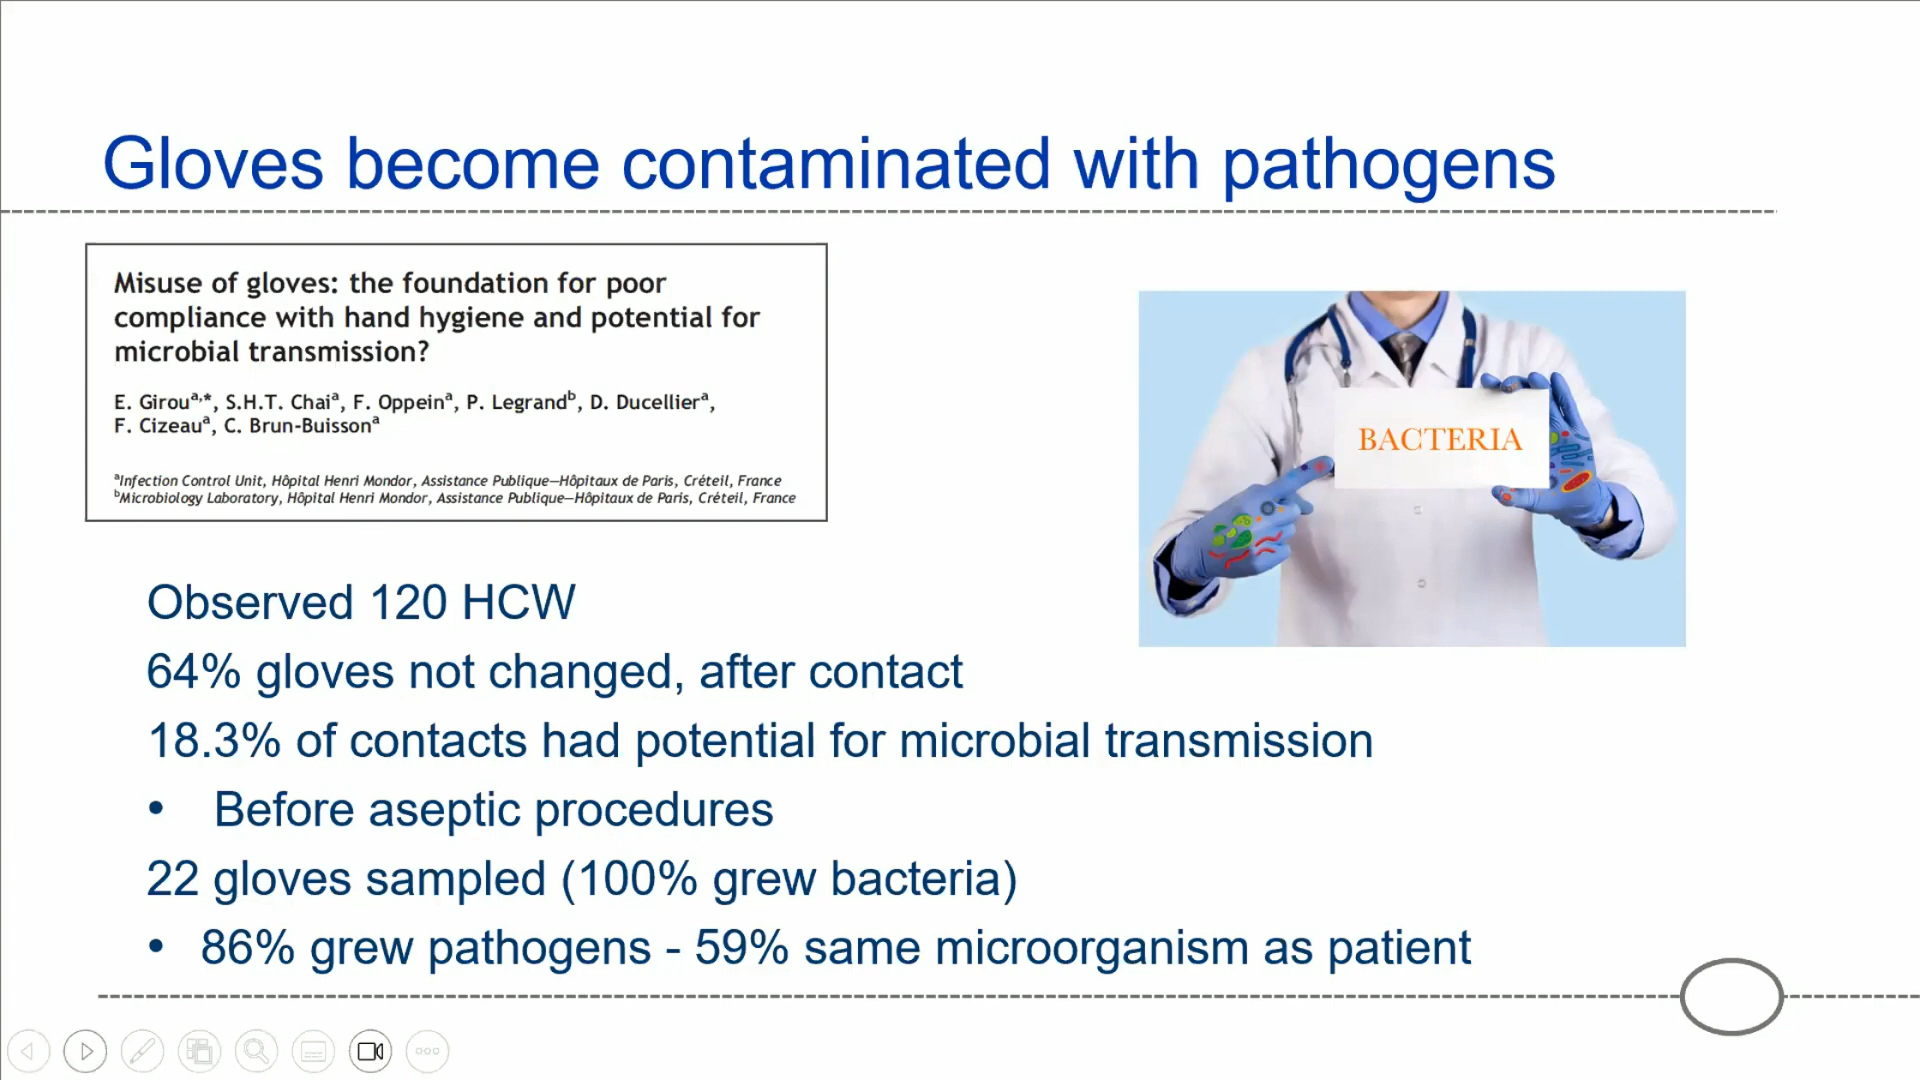 Gloves become contaminated with pathogens
Misuse of gloves: the foundation for poor
compliance with hand hygiene and potential for
microbial transmission?
E. Girouᵃ,*, S.H.T. Chaiᵃ, F. Oppeinᵃ, P. Legrandᵇ, D. Ducellierᵃ,
F. Cizeauᵃ, C. Brun-Buissonᵃ
ᵃInfection Control Unit, Hôpital Henri Mondor, Assistance Publique—Hôpitaux de Paris, Créteil, France
ᵇMicrobiology Laboratory, Hôpital Henri Mondor, Assistance Publique—Hôpitaux de Paris, Créteil, France
BACTERIA
Observed 120 HCW
64% gloves not changed, after contact
18.3% of contacts had potential for microbial transmission
• Before aseptic procedures
22 gloves sampled (100% grew bacteria)
• 86% grew pathogens - 59% same microorganism as patient